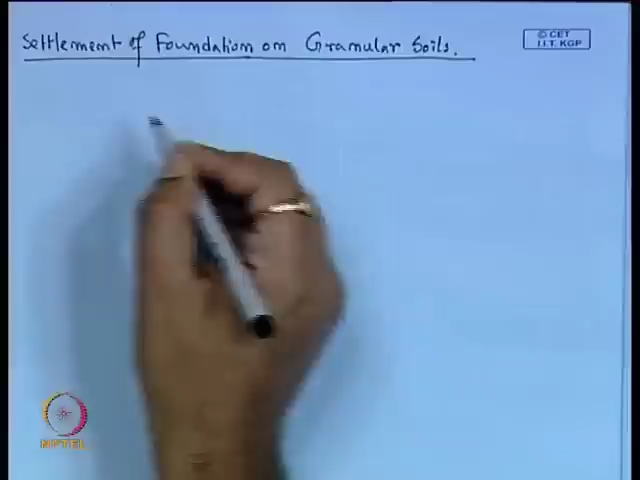 Settlement of Foundation on Granular Soils.
© CET
I.I.T. KGP
NPTEL